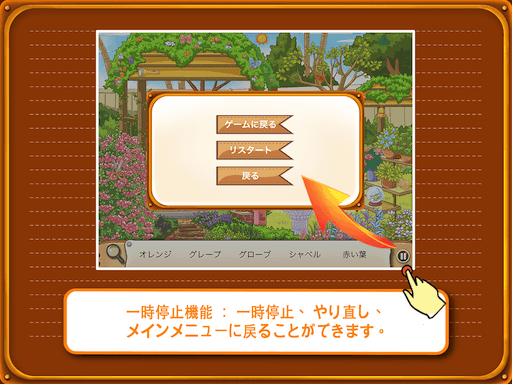 ゲームに戻る
リスタート
戻る
オレンジ グレープ グローブ シャベル 赤い葉
一時停止機能 : 一時停止、やり直し、
メインメニューに戻ることができます。